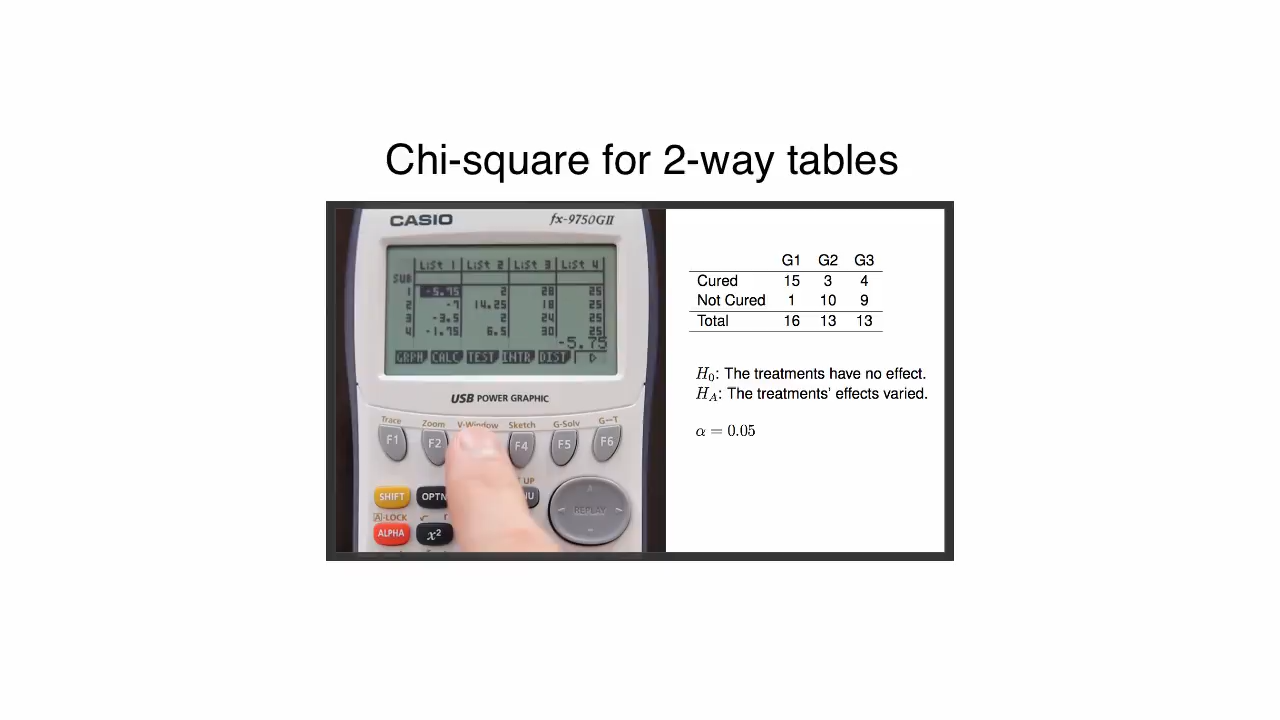 Chi-square for 2-way tables
CASIO fx-9750GII
List 1 List 2 List 3 List 4
SUB
1 -5.75 2 28 25
2 -7 14.25 18 25
3 -3.5 2 24 25
4 -1.75 6.5 30 25
-5.75
GRPH CALC TEST INTR DIST ▷
USB POWER GRAPHIC
Trace Zoom V-Window Sketch G-Solv G↔T
F1 F2 F4 F5 F6
UP
SHIFT OPTN NU REPLAY
A-LOCK √ r
ALPHA x²
G1 G2 G3
Cured 15 3 4
Not Cured 1 10 9
Total 16 13 13
H₀: The treatments have no effect.
H_A: The treatments' effects varied.
α = 0.05